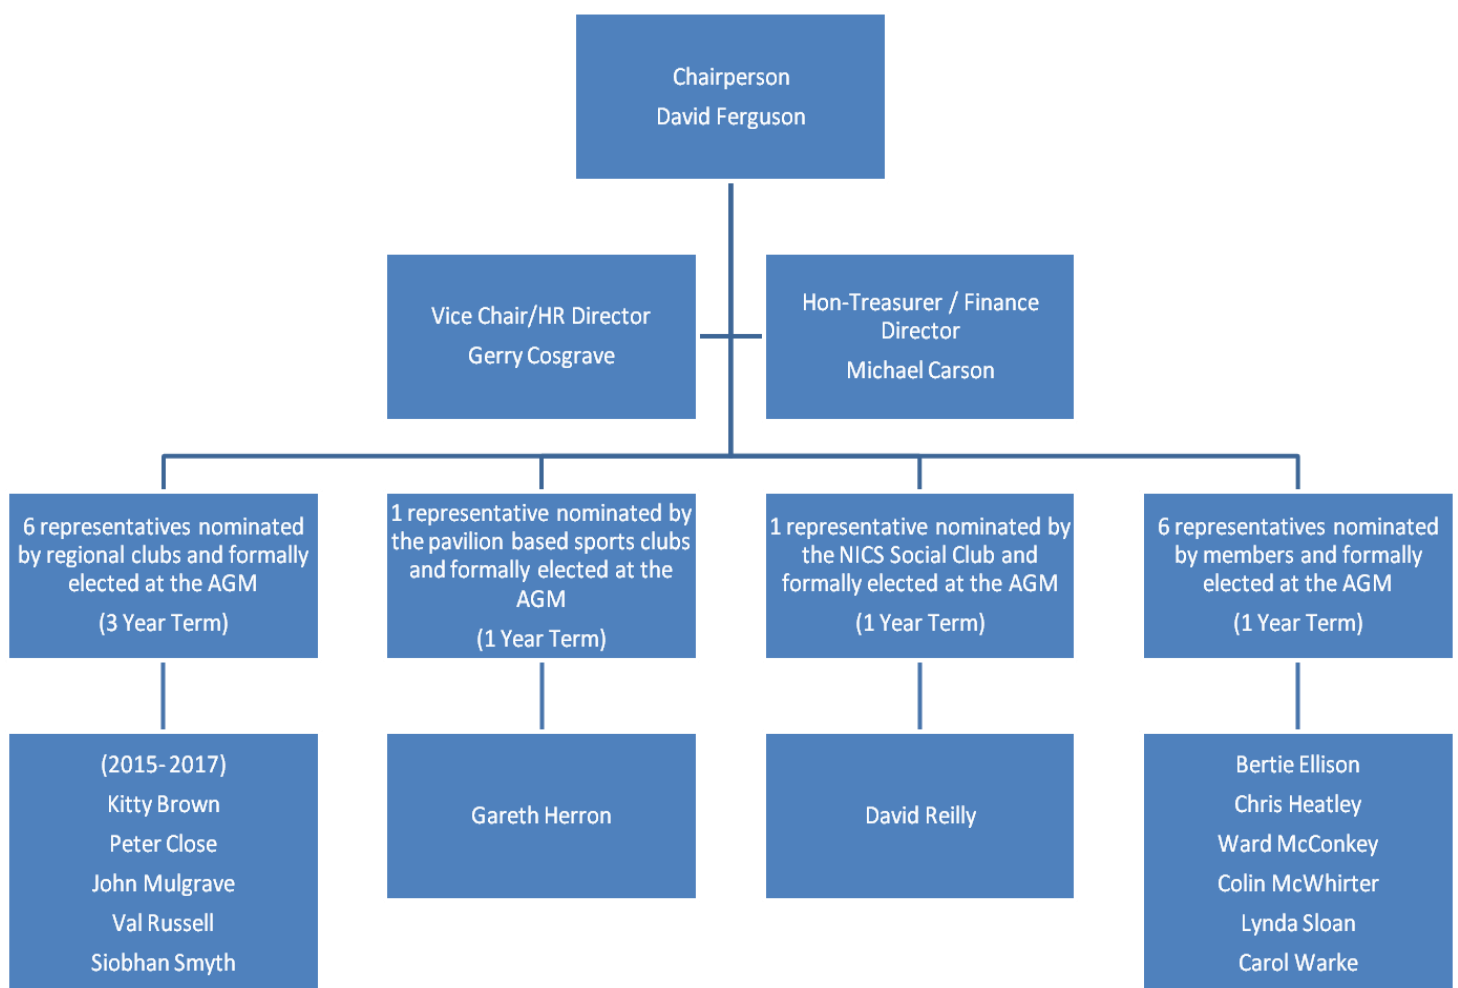 Chairperson
David Ferguson
Vice Chair/HR Director
Gerry Cosgrave
Hon-Treasurer / Finance
Director
Michael Carson
6 representatives nominated
by regional clubs and formally
elected at the AGM
(3 Year Term)
1 representative nominated by
the pavilion based sports clubs
and formally elected at the
AGM
(1 Year Term)
1 representative nominated by
the NICS Social Club and
formally elected at the AGM
(1 Year Term)
6 representatives nominated
by members and formally
elected at the AGM
(1 Year Term)
(2015- 2017)
Kitty Brown
Peter Close
John Mulgrave
Val Russell
Siobhan Smyth
Gareth Herron
David Reilly
Bertie Ellison
Chris Heatley
Ward McConkey
Colin McWhirter
Lynda Sloan
Carol Warke